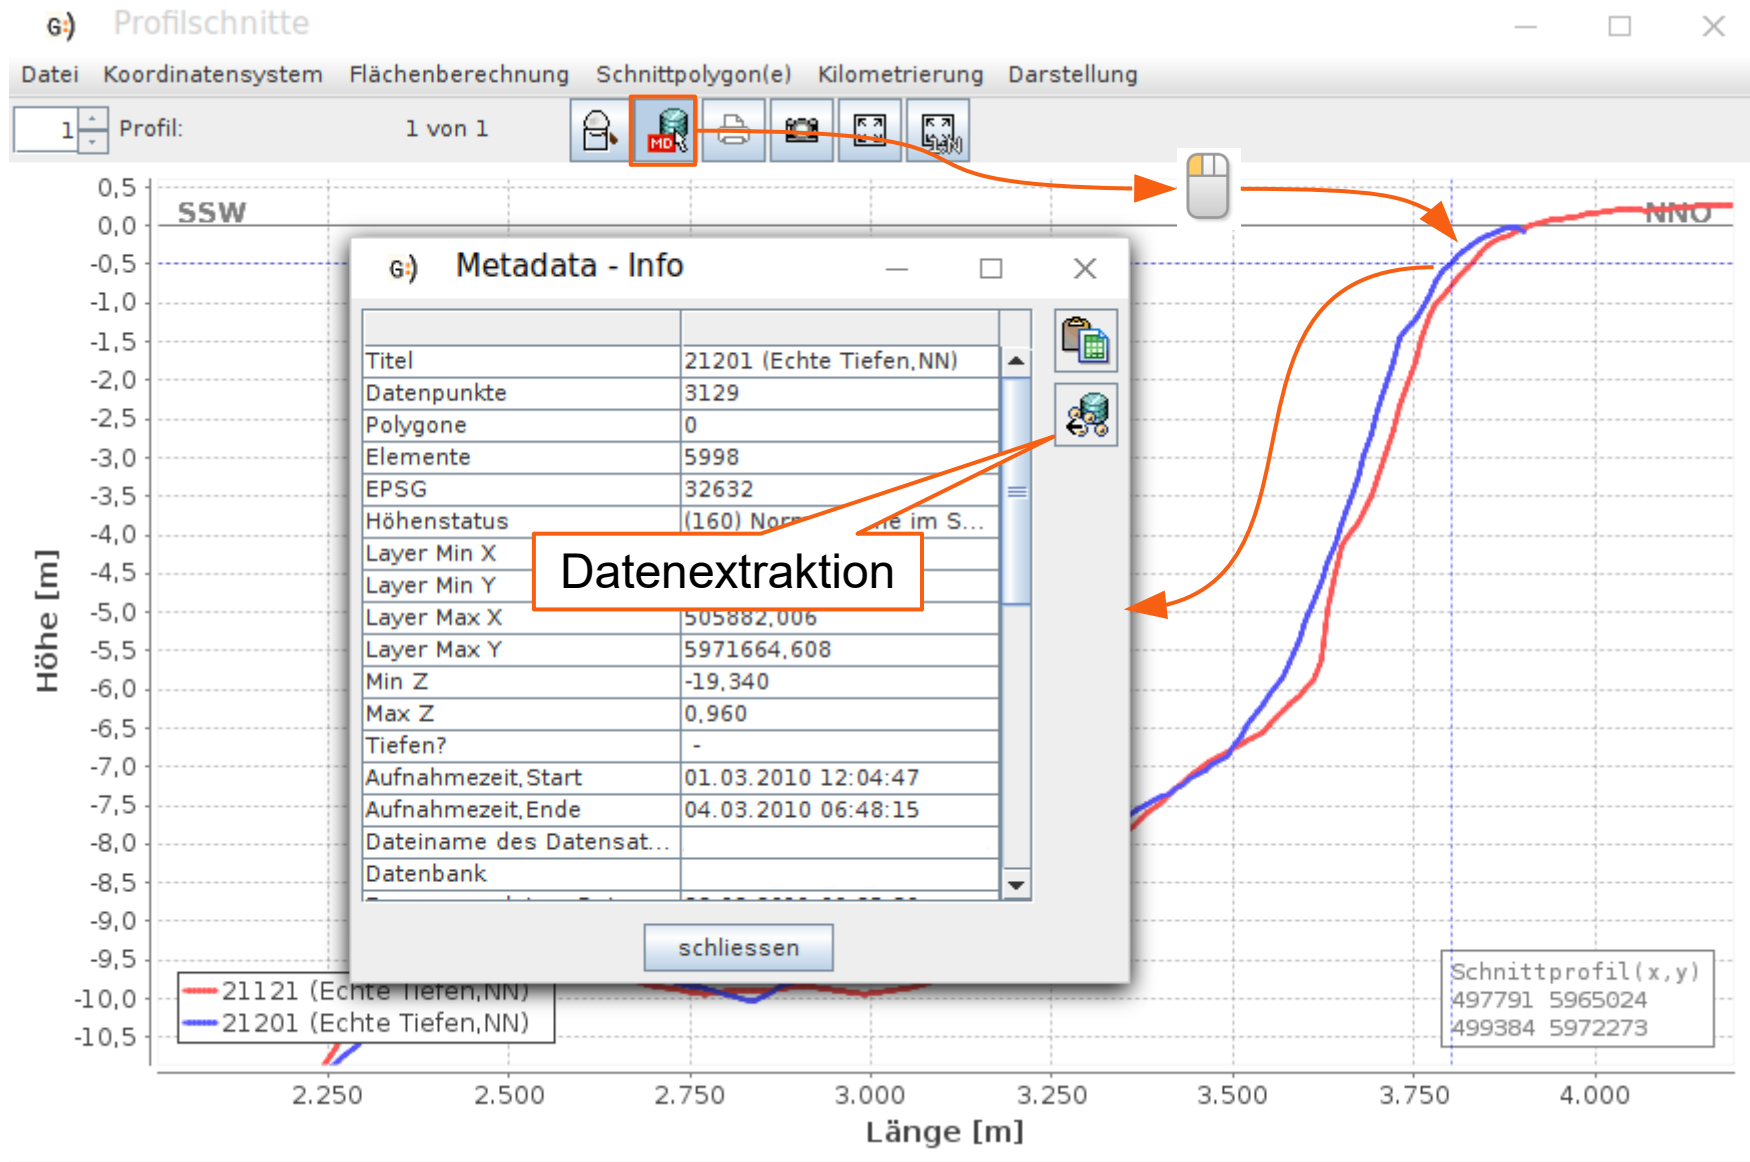 G:) Profilschnitte
Datei Koordinatensystem Flächenberechnung Schnittpolygon(e) Kilometrierung Darstellung
1 Profil: 1 von 1
MD
0,5
0,0
-0,5
-1,0
-1,5
-2,0
-2,5
-3,0
-3,5
-4,0
-4,5
-5,0
-5,5
-6,0
-6,5
-7,0
-7,5
-8,0
-8,5
-9,0
-9,5
-10,0
-10,5
Höhe [m]
SSW
NNO
G:) Metadata - Info
Titel 21201 (Echte Tiefen,NN)
Datenpunkte 3129
Polygone 0
Elemente 5998
EPSG 32632
Höhenstatus (160) im S...
Layer Min X
Layer Min Y
Layer Max X 505882,006
Layer Max Y 5971664,608
Min Z -19,340
Max Z 0,960
Tiefen? -
Aufnahmezeit,Start 01.03.2010 12:04:47
Aufnahmezeit,Ende 04.03.2010 06:48:15
Dateiname des Datensat...
Datenbank
schliessen
Datenextraktion
21121 (Echte Tiefen,NN)
21201 (Echte Tiefen,NN)
Schnittprofil(x,y)
497791 5965024
499384 5972273
2.250 2.500 2.750 3.000 3.250 3.500 3.750 4.000
Länge [m]